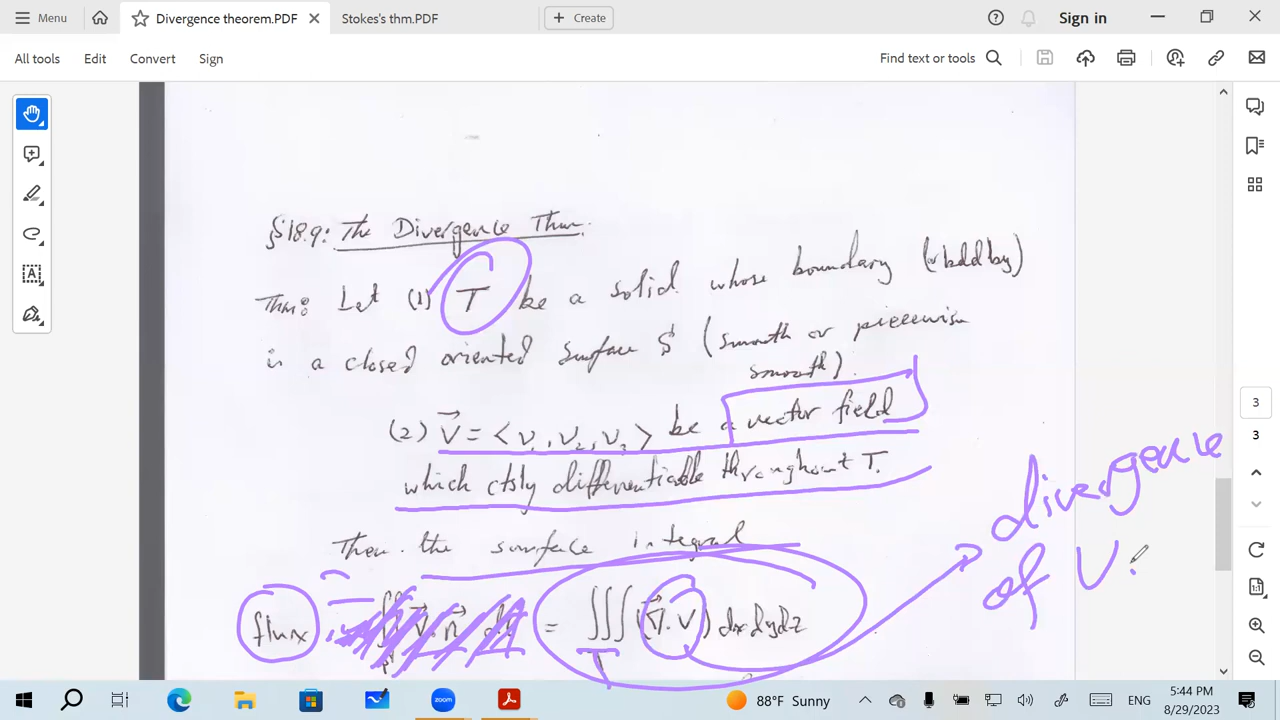 Menu
Divergence theorem.PDF
Stokes's thm.PDF
Create
Sign in
All tools
Edit
Convert
Sign
Find text or tools
§18.9: The Divergence Thm.
Thm: Let (1) T be a solid whose boundary (or bdd by)
is a closed oriented surface S (smooth or piecewise
smooth).
(2) V = < v₁, v₂, v₃ > be a vector field
which ctsly differentiable throughout T.
Then the surface integral
flux = ∬ V⃗ . n⃗ = ∭ (∇⃗ . V) dx dy dz
T
divergence
of V.
3
3
88°F Sunny
ENG
5:44 PM
8/29/2023
zoom